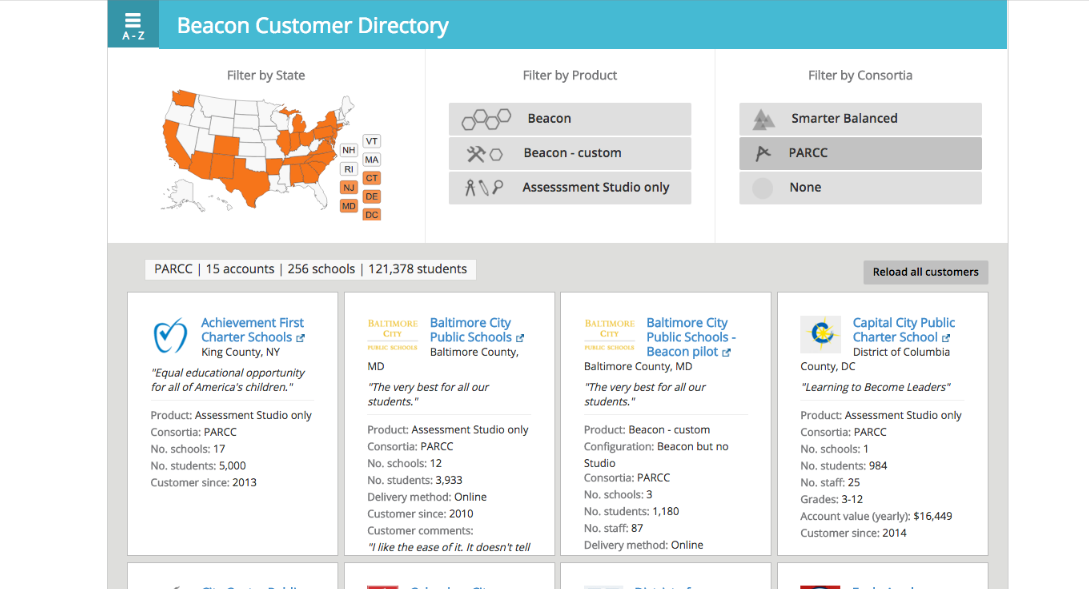 A - Z
Beacon Customer Directory
Filter by State
Filter by Product
Filter by Consortia
NH
VT
RI
MA
NJ
CT
MD
DE
DC
Beacon
Beacon - custom
Assesssment Studio only
Smarter Balanced
PARCC
None
PARCC | 15 accounts | 256 schools | 121,378 students
Reload all customers
Achievement First
Charter Schools
King County, NY
"Equal educational opportunity
for all of America's children."
Product: Assessment Studio only
Consortia: PARCC
No. schools: 17
No. students: 5,000
Customer since: 2013
BALTIMORE
CITY
PUBLIC SCHOOLS
Baltimore City
Public Schools
Baltimore County,
MD
"The very best for all our
students."
Product: Assessment Studio only
Consortia: PARCC
No. schools: 12
No. students: 3,933
Delivery method: Online
Customer since: 2010
Customer comments:
"I like the ease of it. It doesn't tell
BALTIMORE
CITY
PUBLIC SCHOOLS
Baltimore City
Public Schools -
Beacon pilot
Baltimore County, MD
"The very best for all our
students."
Product: Beacon - custom
Configuration: Beacon but no
Studio
Consortia: PARCC
No. schools: 3
No. students: 1,180
No. staff: 87
Delivery method: Online
Capital City Public
Charter School
District of Columbia
County, DC
"Learning to Become Leaders"
Product: Assessment Studio only
Consortia: PARCC
No. schools: 1
No. students: 984
No. staff: 25
Grades: 3-12
Account value (yearly): $16,449
Customer since: 2014